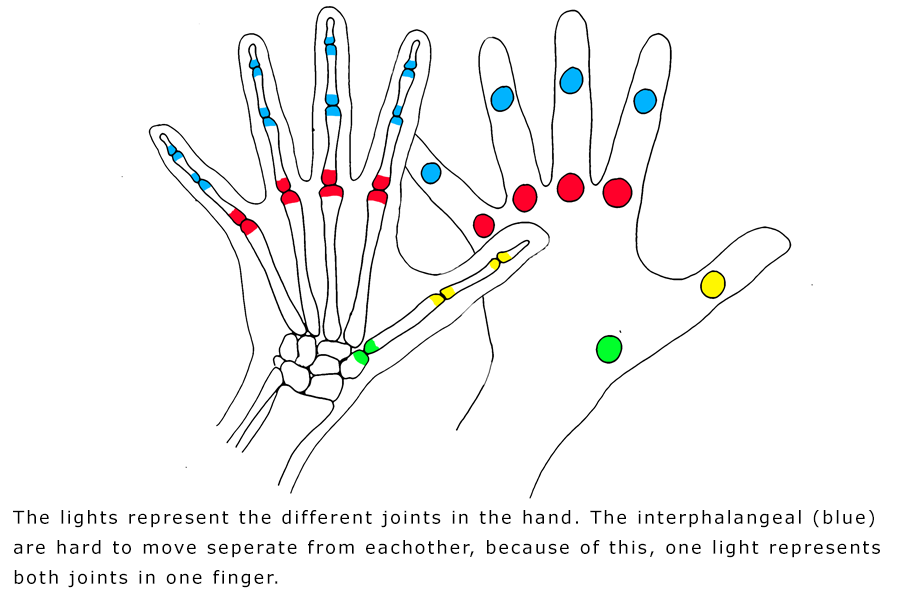 The lights represent the different joints in the hand. The interphalangeal (blue)
are hard to move seperate from eachother, because of this, one light represents
both joints in one finger.